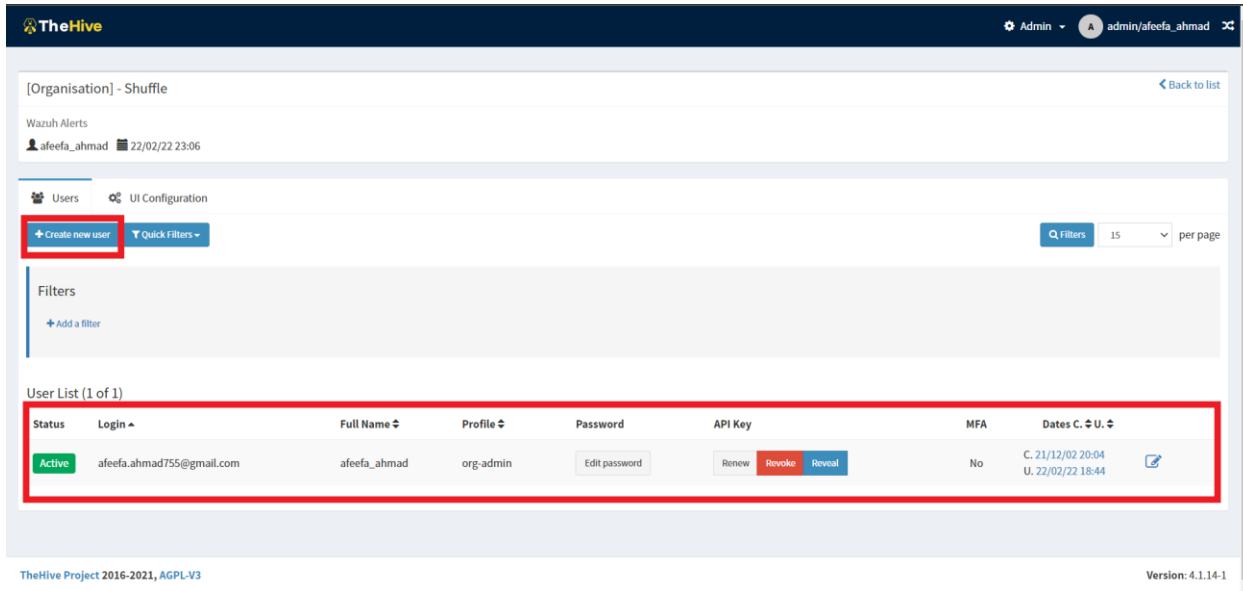 TheHive
Admin
A
admin/afeefa_ahmad
[Organisation] - Shuffle
Back to list
Wazuh Alerts
afeefa_ahmad 22/02/22 23:06
Users
UI Configuration
+ Create new user
Quick Filters
Filters
15
per page
Filters
+ Add a filter
User List (1 of 1)
Status Login Full Name Profile Password API Key MFA Dates C. U.
Active afeefa.ahmad755@gmail.com afeefa_ahmad org-admin Edit password Renew Revoke Reveal No C. 21/12/02 20:04
U. 22/02/22 18:44
TheHive Project 2016-2021, AGPL-V3
Version: 4.1.14-1